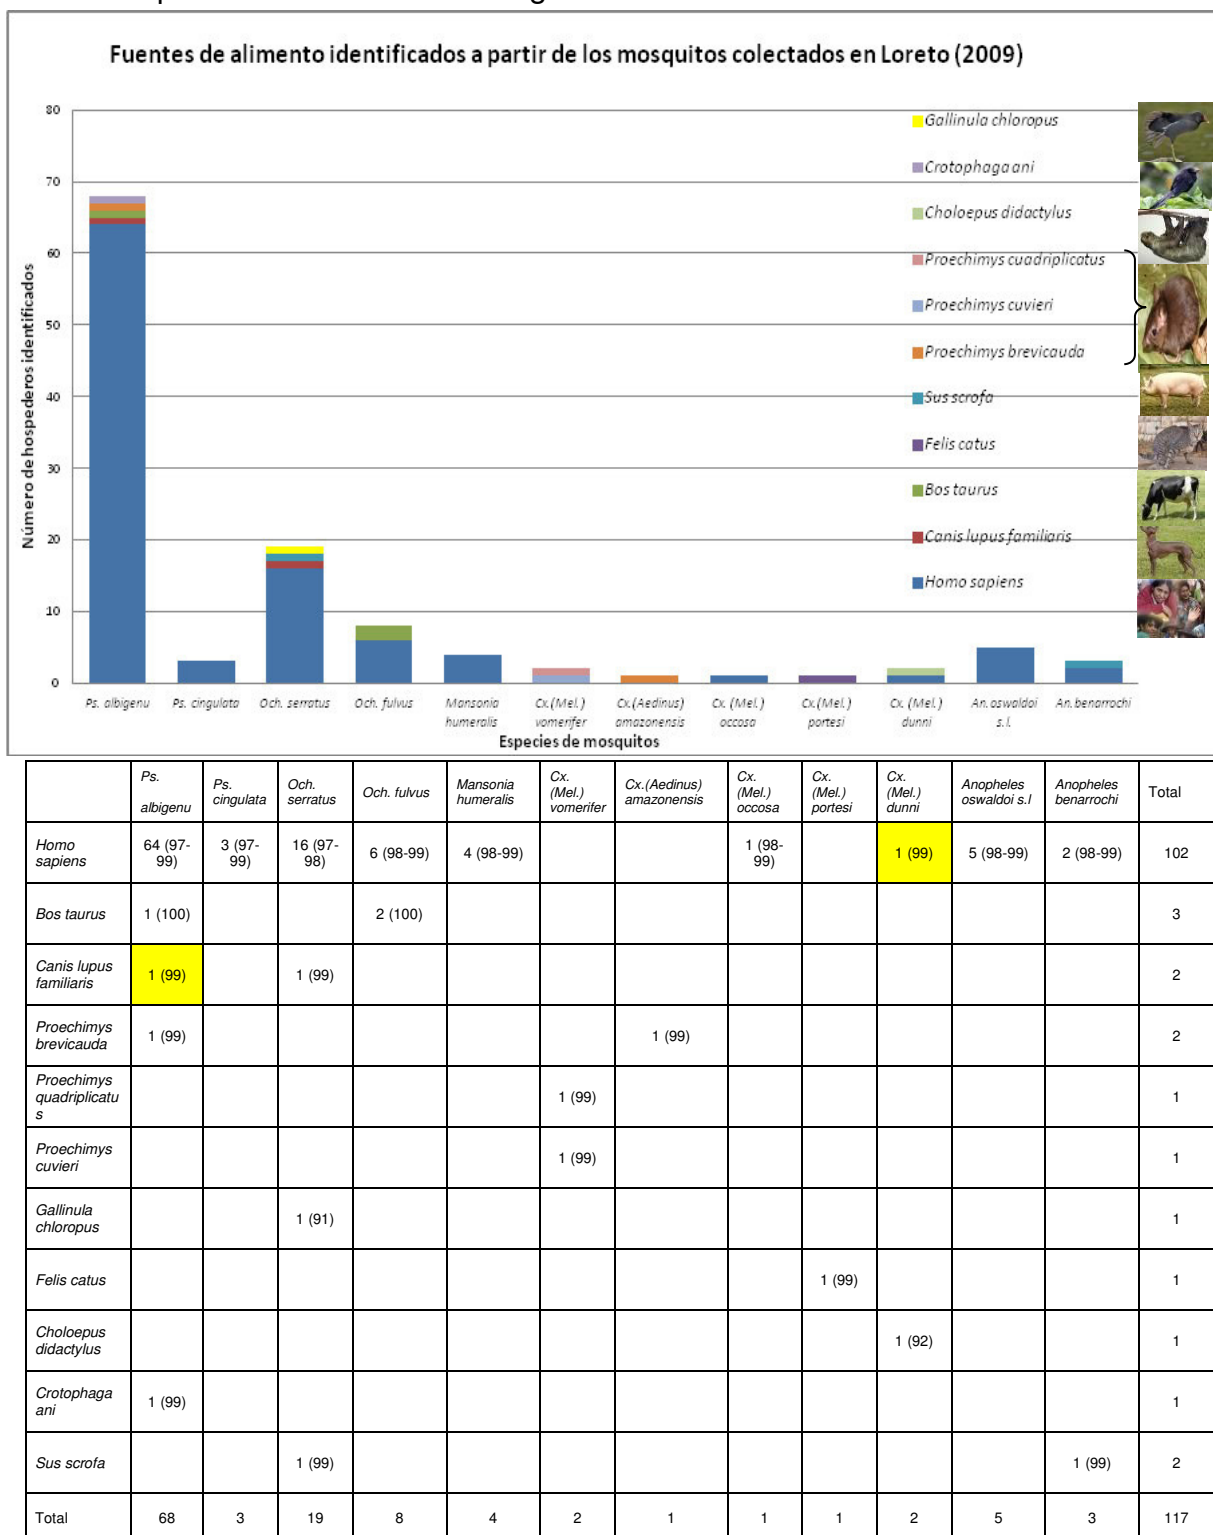 Fuentes de alimento identificados a partir de los mosquitos colectados en Loreto (2009)
80
70
60
50
40
30
20
10
0
Número de hospederos identificados
Gallinula chloropus
Crotophaga ani
Choloepus didactylus
Proechimys cuadriplicatus
Proechimys cuvieri
Proechimys brevicauda
Sus scrofa
Felis catus
Bos taurus
Canis lupus familiaris
Homo sapiens
Ps. albigenu Ps. cingulata Och. serratus Och. fulvus Mansonia humeralis Cx.(Mel.) vomerifer Cx.(Aedinus) amazonensis Cx. (Mel.) occosa Cx.(Mel.) portesi Cx. (Mel.) dunni An. oswaldoi s.l. An. benarrochi
Especies de mosquitos
Ps. albigenu Ps. cingulata Och. serratus Och. fulvus Mansonia humeralis Cx. (Mel.) vomerifer Cx.(Aedinus) amazonensis Cx. (Mel.) occosa Cx. (Mel.) portesi Cx. (Mel.) dunni Anopheles oswaldoi s.l Anopheles benarrochi Total
Homo sapiens 64 (97-99) 3 (97-99) 16 (97-98) 6 (98-99) 4 (98-99) 1 (98-99) 1 (99) 5 (98-99) 2 (98-99) 102
Bos taurus 1 (100) 2 (100) 3
Canis lupus familiaris 1 (99) 1 (99) 2
Proechimys brevicauda 1 (99) 1 (99) 2
Proechimys quadriplicatus 1 (99) 1
Proechimys cuvieri 1 (99) 1
Gallinula chloropus 1 (91) 1
Felis catus 1 (99) 1
Choloepus didactylus 1 (92) 1
Crotophaga ani 1 (99) 1
Sus scrofa 1 (99) 1 (99) 2
Total 68 3 19 8 4 2 1 1 1 2 5 3 117